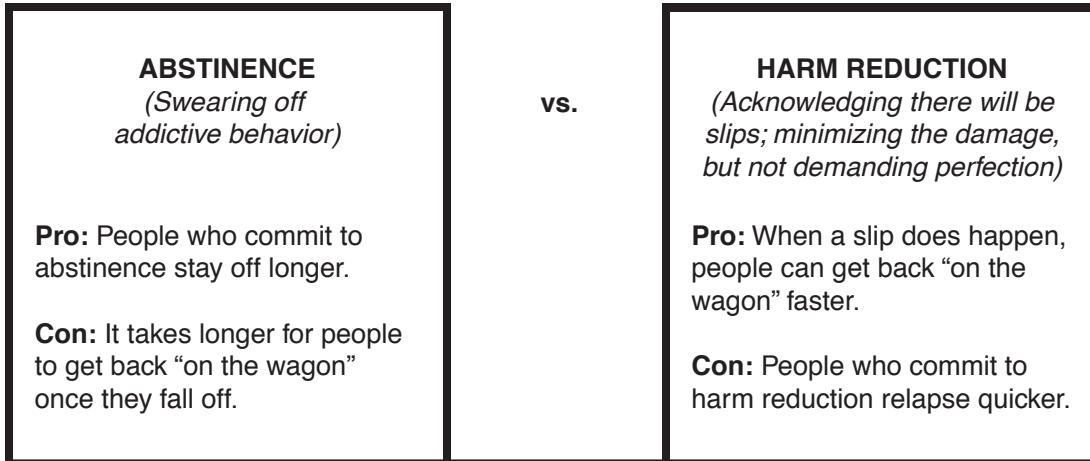 ABSTINENCE
(Swearing off
addictive behavior)
Pro: People who commit to
abstinence stay off longer.
Con: It takes longer for people
to get back “on the wagon”
once they fall off.
vs.
HARM REDUCTION
(Acknowledging there will be
slips; minimizing the damage,
but not demanding perfection)
Pro: When a slip does happen,
people can get back “on the
wagon” faster.
Con: People who commit to
harm reduction relapse quicker.